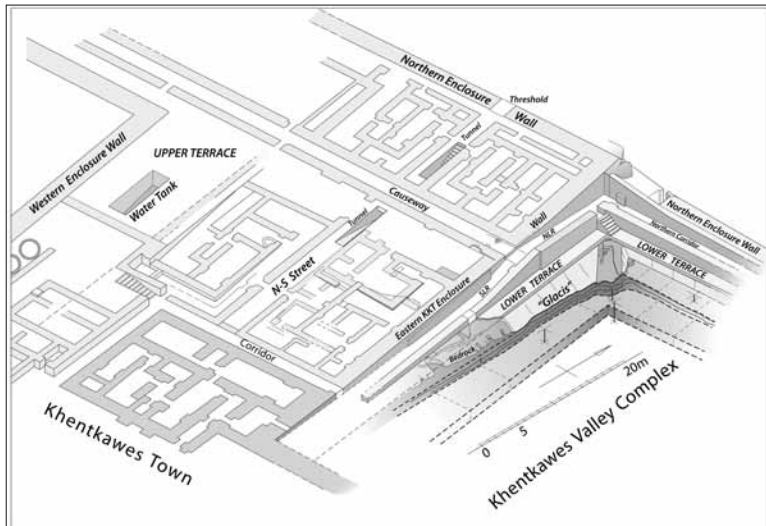 Northern Enclosure Wall
Threshold
Tunnel
UPPER TERRACE
Western Enclosure Wall
Water Tank
Causeway
Wall
Northern Enclosure Wall
Northern Corridor
NLR
LOWER TERRACE
Tunnel
N-S Street
Eastern KKT Enclosure
SLR
LOWER TERRACE
"Glacis"
Corridor
Bedrock
20m
5
0
Khentkawes Town
Khentkawes Valley Complex